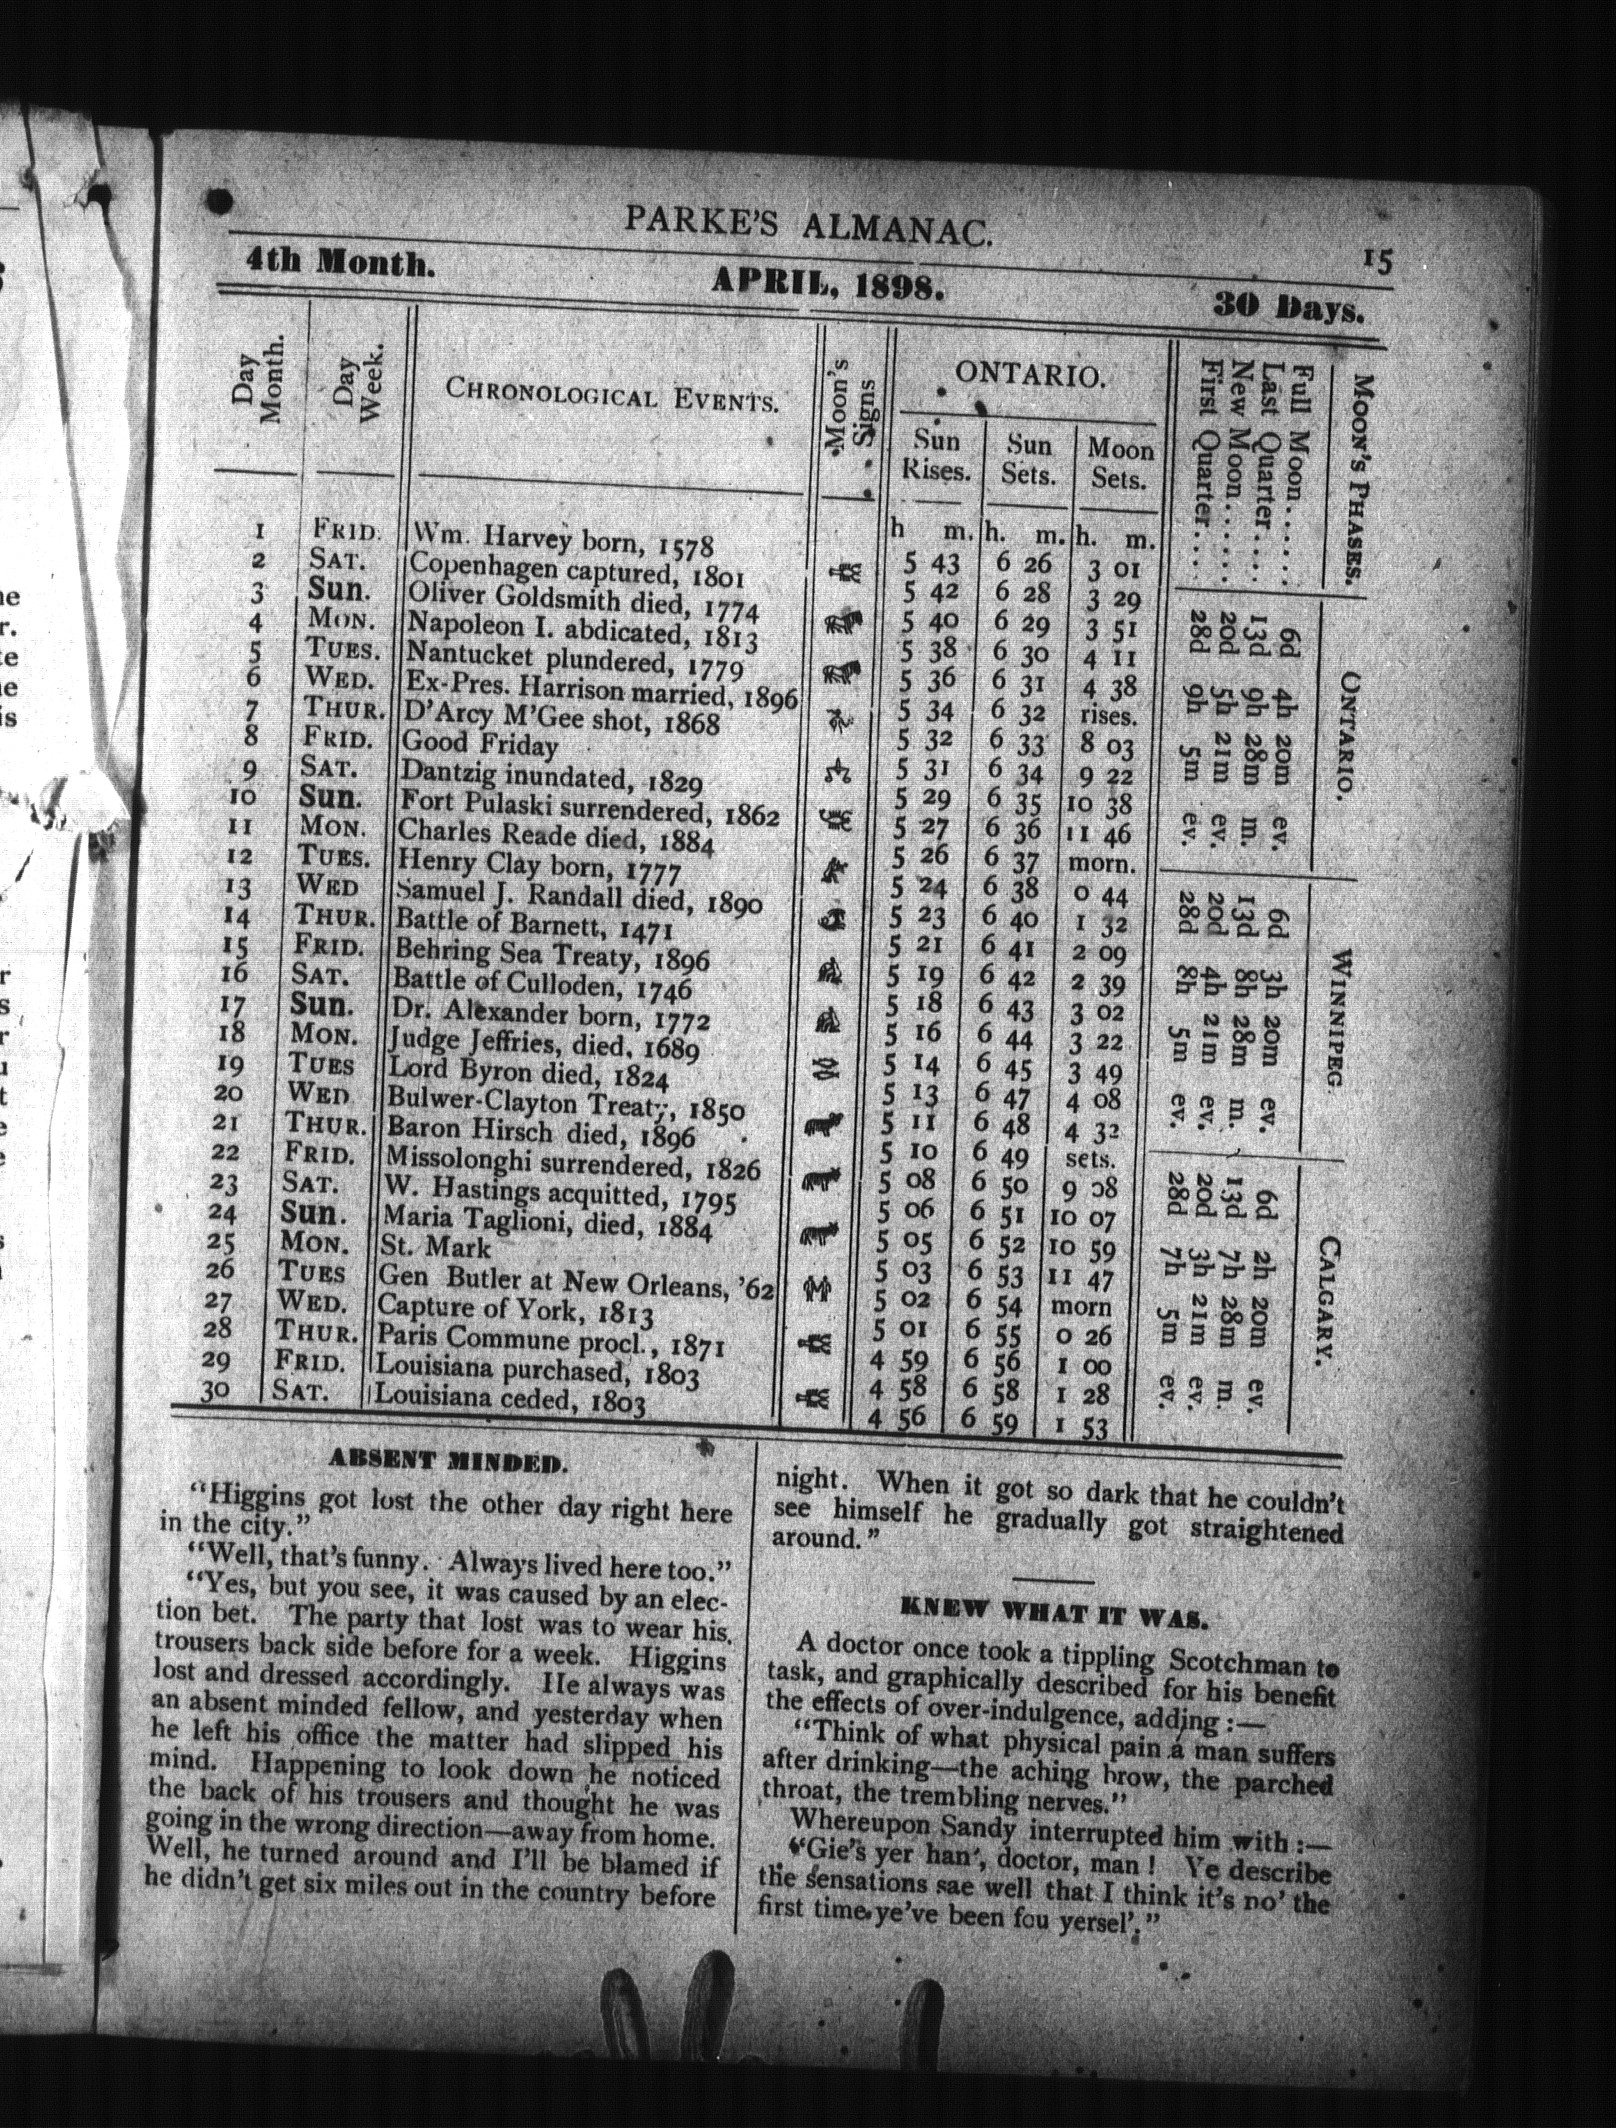 PARKE'S ALMANAC. 15
4th Month. APRIL, 1898. 30 Days.
Day Month. Day Week. CHRONOLOGICAL EVENTS. Moon's Signs ONTARIO.
Sun Rises. Sun Sets. Moon Sets.
h m. h. m. h. m.
1 FRID. Wm. Harvey born, 1578 5 43 6 26 3 01
2 SAT. Copenhagen captured, 1801 5 42 6 28 3 29
3 Sun. Oliver Goldsmith died, 1774 5 40 6 29 3 51
4 MON. Napoleon I. abdicated, 1813 5 38 6 30 4 11
5 TUES. Nantucket plundered, 1779 5 36 6 31 4 38
6 WED. Ex-Pres. Harrison married, 1896 5 34 6 32 rises.
7 THUR. D'Arcy M'Gee shot, 1868 5 32 6 33 8 03
8 FRID. Good Friday 5 31 6 34 9 22
9 SAT. Dantzig inundated, 1829 5 29 6 35 10 38
10 Sun. Fort Pulaski surrendered, 1862 5 27 6 36 11 46
11 MON. Charles Reade died, 1884 5 26 6 37 morn.
12 TUES. Henry Clay born, 1777 5 24 6 38 0 44
13 WED Samuel J. Randall died, 1890 5 23 6 40 1 32
14 THUR. Battle of Barnett, 1471 5 21 6 41 2 09
15 FRID. Behring Sea Treaty, 1896 5 19 6 42 2 39
16 SAT. Battle of Culloden, 1746 5 18 6 43 3 02
17 Sun. Dr. Alexander born, 1772 5 16 6 44 3 22
18 MON. Judge Jeffries, died, 1689 5 14 6 45 3 49
19 TUES Lord Byron died, 1824 5 13 6 47 4 08
20 WED Bulwer-Clayton Treaty, 1850 5 11 6 48 4 32
21 THUR. Baron Hirsch died, 1896 5 10 6 49 sets.
22 FRID. Missolonghi surrendered, 1826 5 08 6 50 9 08
23 SAT. W. Hastings acquitted, 1795 5 06 6 51 10 07
24 Sun. Maria Taglioni, died, 1884 5 05 6 52 10 59
25 MON. St. Mark 5 03 6 53 11 47
26 TUES Gen Butler at New Orleans, '62 5 02 6 54 morn
27 WED. Capture of York, 1813 5 01 6 55 0 26
28 THUR. Paris Commune procl., 1871 4 59 6 56 1 00
29 FRID. Louisiana purchased, 1803 4 58 6 58 1 28
30 SAT. Louisiana ceded, 1803 4 56 6 59 1 53
MOON'S PHASES. ONTARIO. WINNIPEG. CALGARY.
Full Moon...... 6d 4h 20m ev. 6d 3h 20m ev. 6d 2h 20m ev.
Last Quarter.... 13d 9h 28m m. 13d 8h 28m m. 13d 7h 28m m.
New Moon...... 20d 5h 21m ev. 20d 4h 21m ev. 20d 3h 21m ev.
First Quarter.... 28d 9h 5m ev. 28d 8h 5m ev. 28d 7h 5m ev.
ABSENT MINDED.
"Higgins got lost the other day right here
in the city."
"Well, that's funny. Always lived here too."
"Yes, but you see, it was caused by an elec-
tion bet. The party that lost was to wear his
trousers back side before for a week. Higgins
lost and dressed accordingly. He always was
an absent minded fellow, and yesterday when
he left his office the matter had slipped his
mind. Happening to look down he noticed
the back of his trousers and thought he was
going in the wrong direction—away from home.
Well, he turned around and I'll be blamed if
he didn't get six miles out in the country before
night. When it got so dark that he couldn't
see himself he gradually got straightened
around."
KNEW WHAT IT WAS.
A doctor once took a tippling Scotchman to
task, and graphically described for his benefit
the effects of over-indulgence, adding:—
"Think of what physical pain a man suffers
after drinking—the aching brow, the parched
throat, the trembling nerves."
Whereupon Sandy interrupted him with:—
"Gie's yer han', doctor, man! Ye describe
the sensations sae well that I think it's no' the
first time ye've been fou yersel'."